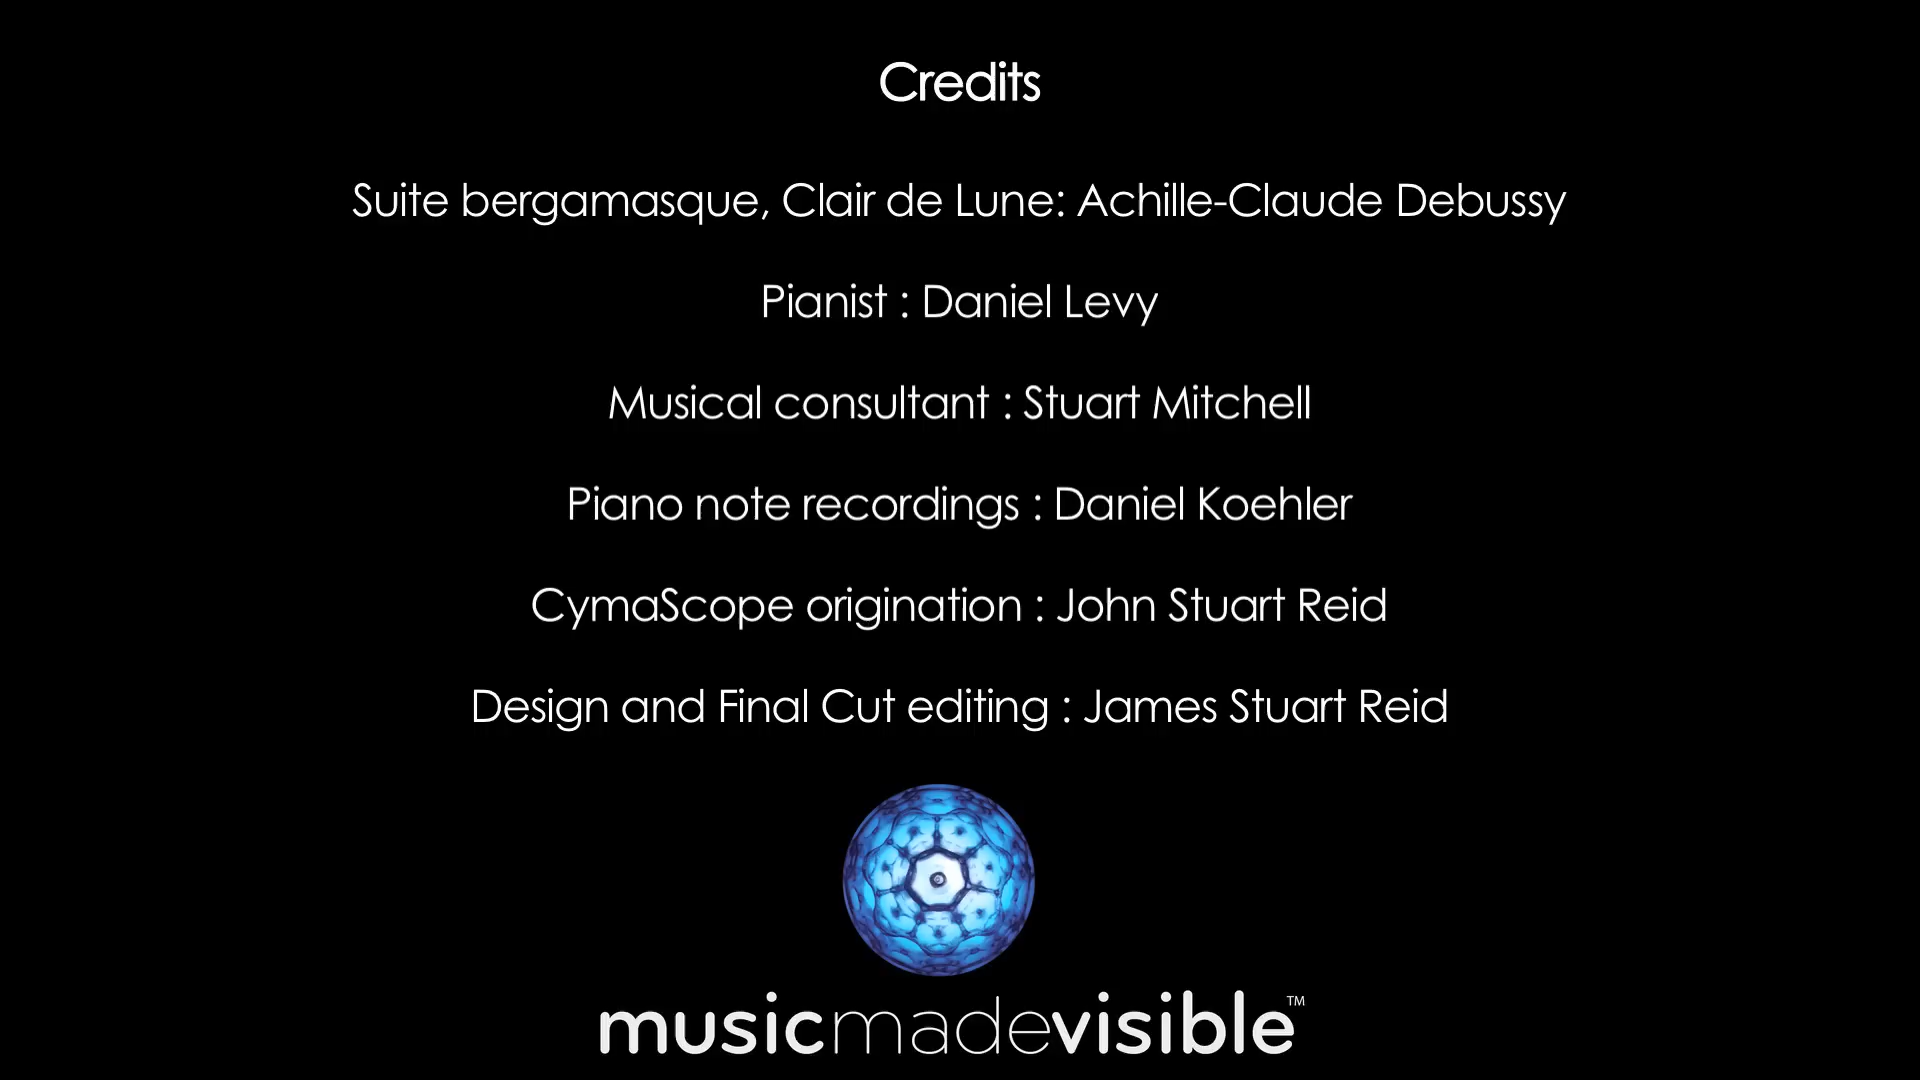 Credits
Suite bergamasque, Clair de Lune: Achille-Claude Debussy
Pianist : Daniel Levy
Musical consultant : Stuart Mitchell
Piano note recordings : Daniel Koehler
CymaScope origination : John Stuart Reid
Design and Final Cut editing : James Stuart Reid
musicmadevisible™